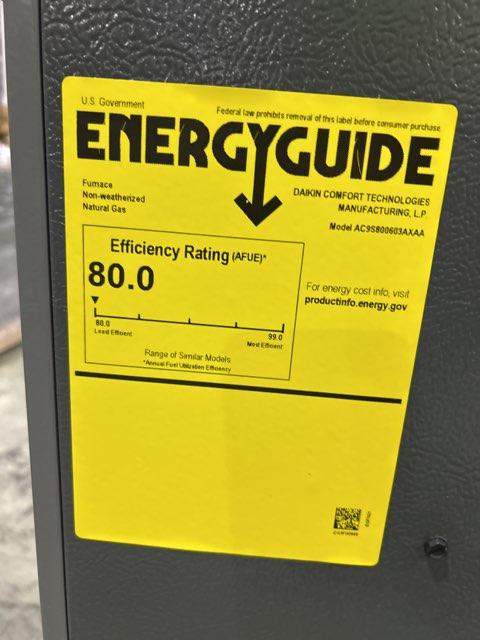 U.S. Government
Federal law prohibits removal of this label before consumer purchase.
ENERGYGUIDE
Furnace
Non-weatherized
Natural Gas
DAIKIN COMFORT TECHNOLOGIES
MANUFACTURING, L.P.
Model AC9S800603AXAA
Efficiency Rating (AFUE)*
80.0
80.0
Least Efficient
99.0
Most Efficient
Range of Similar Models
*Annual Fuel Utilization Efficiency
For energy cost info, visit
productinfo.energy.gov